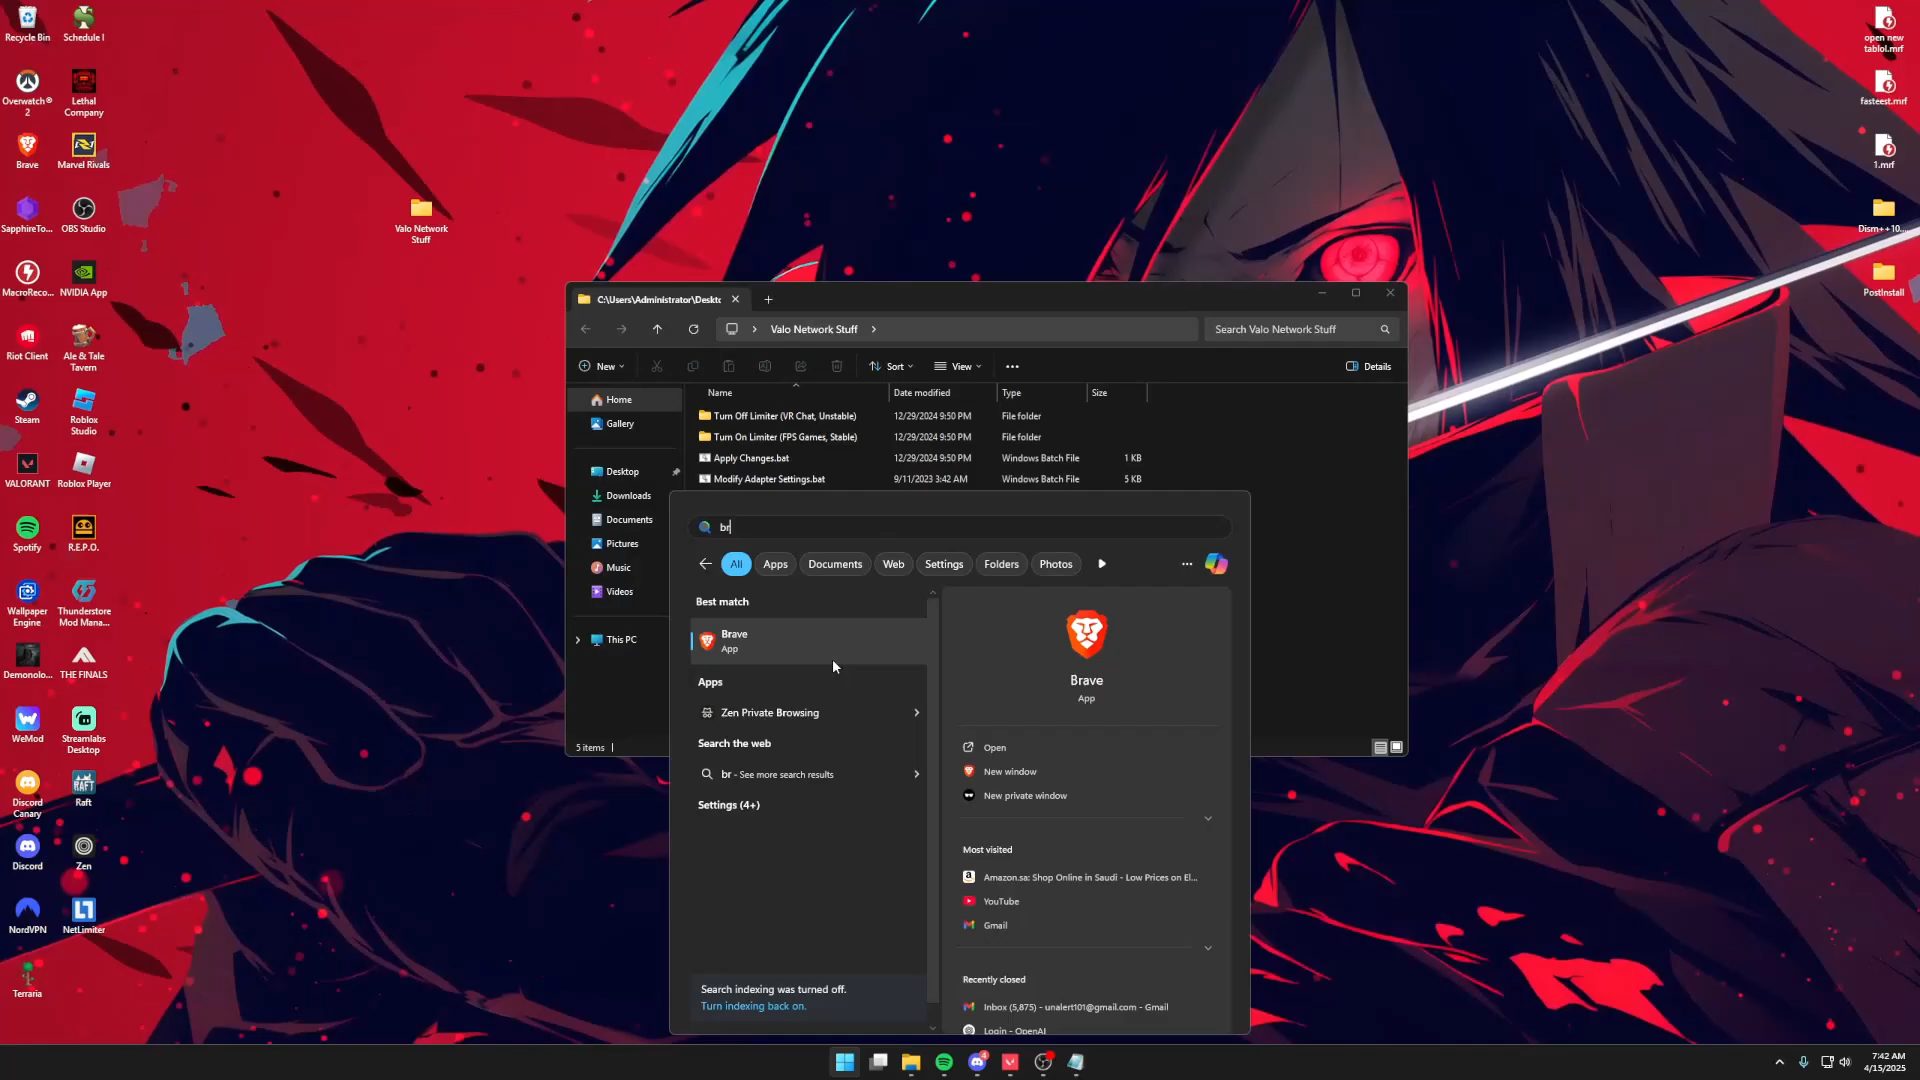 Recycle Bin
Schedule I
Overwatch® 2
Lethal Company
Brave
Marvel Rivals
SapphireTo...
OBS Studio
MacroReco...
NVIDIA App
Riot Client
Ale & Tale Tavern
Steam
Roblox Studio
VALORANT
Roblox Player
Spotify
R.E.P.O.
Wallpaper Engine
Thunderstore Mod Mana...
Demonolo...
THE FINALS
WeMod
Streamlabs Desktop
Discord Canary
Raft
Discord
Zen
NordVPN
NetLimiter
Terraria
Valo Network Stuff
open new tablol.mrf
fasteest.mrf
1.mrf
Dism++10...
PostInstall
C:\Users\Administrator\Deskto
Valo Network Stuff
Search Valo Network Stuff
New
Sort
View
Details
Name
Date modified
Type
Size
Home
Gallery
Desktop
Downloads
Documents
Pictures
Music
Videos
This PC
Turn Off Limiter (VR Chat, Unstable) 12/29/2024 9:50 PM File folder
Turn On Limiter (FPS Games, Stable) 12/29/2024 9:50 PM File folder
Apply Changes.bat 12/29/2024 9:50 PM Windows Batch File 1 KB
Modify Adapter Settings.bat 9/11/2023 3:42 AM Windows Batch File 5 KB
5 items
br
All
Apps
Documents
Web
Settings
Folders
Photos
Best match
Brave
App
Apps
Zen Private Browsing
Search the web
br - See more search results
Settings (4+)
Search indexing was turned off.
Turn indexing back on.
Brave
App
Open
New window
New private window
Most visited
Amazon.sa: Shop Online in Saudi - Low Prices on El...
YouTube
Gmail
Recently closed
Inbox (5,875) - unalert101@gmail.com - Gmail
Login - OpenAI
4
7:42 AM
4/15/2025